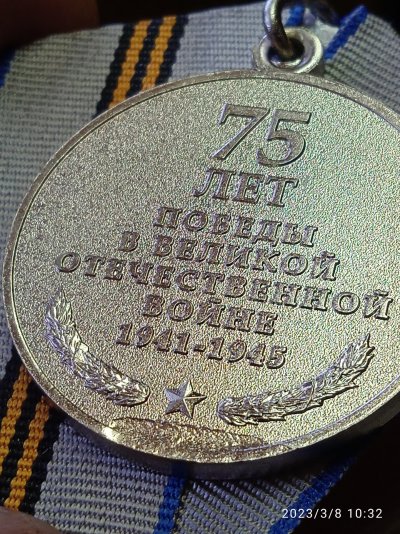 75
ЛЕТ
ПОБЕДЫ
В ВЕЛИКОЙ
ОТЕЧЕСТВЕННОЙ
ВОЙНЕ
1941-1945
2023/3/8 10:32